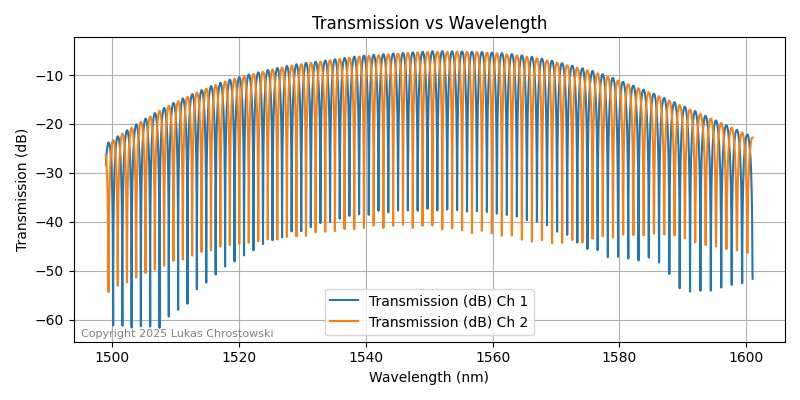 Transmission vs Wavelength
Transmission (dB)
−10
−20
−30
−40
−50
−60
Transmission (dB) Ch 1
Transmission (dB) Ch 2
Copyright 2025 Lukas Chrostowski
1500 1520 1540 1560 1580 1600
Wavelength (nm)